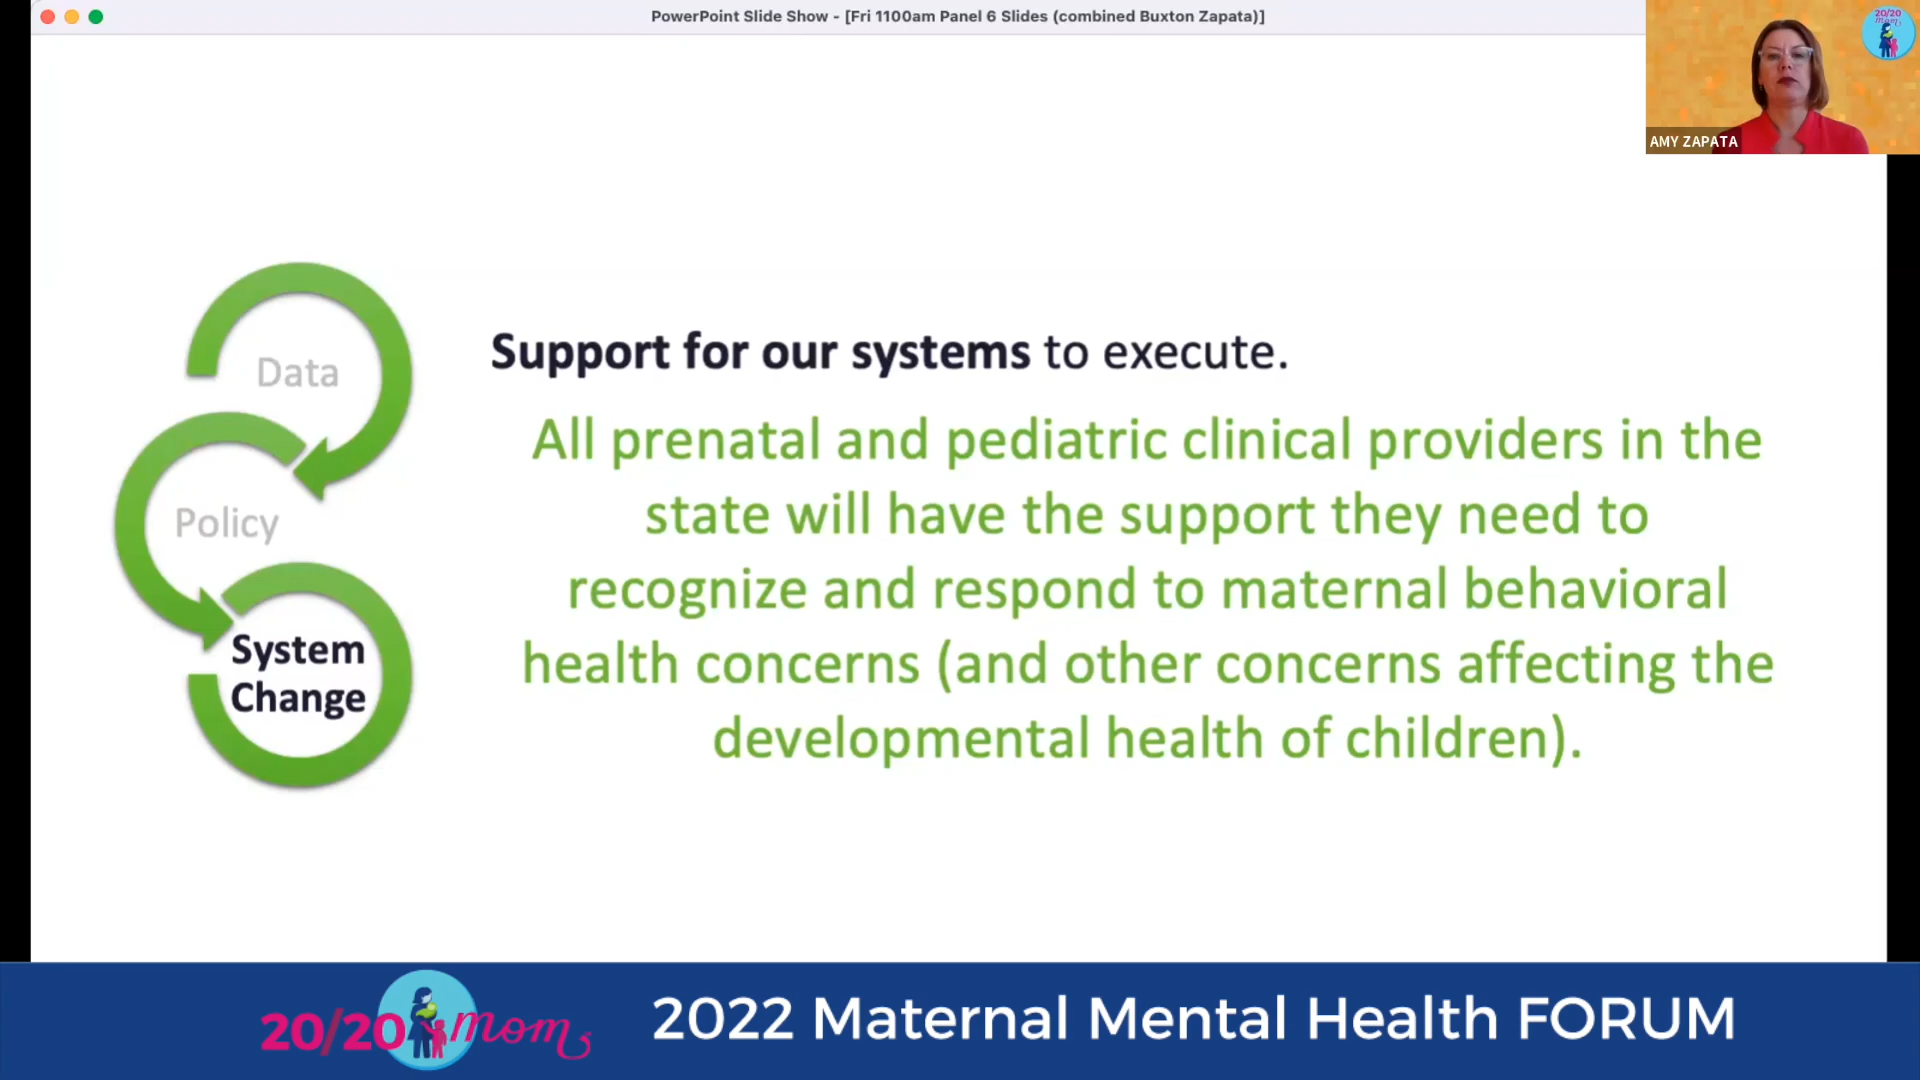 PowerPoint Slide Show - [Fri 1100am Panel 6 Slides (combined Buxton Zapata)]
20/20
mom
AMY ZAPATA
Data
Policy
System
Change
Support for our systems to execute.
All prenatal and pediatric clinical providers in the
state will have the support they need to
recognize and respond to maternal behavioral
health concerns (and other concerns affecting the
developmental health of children).
20/20 mom
2022 Maternal Mental Health FORUM